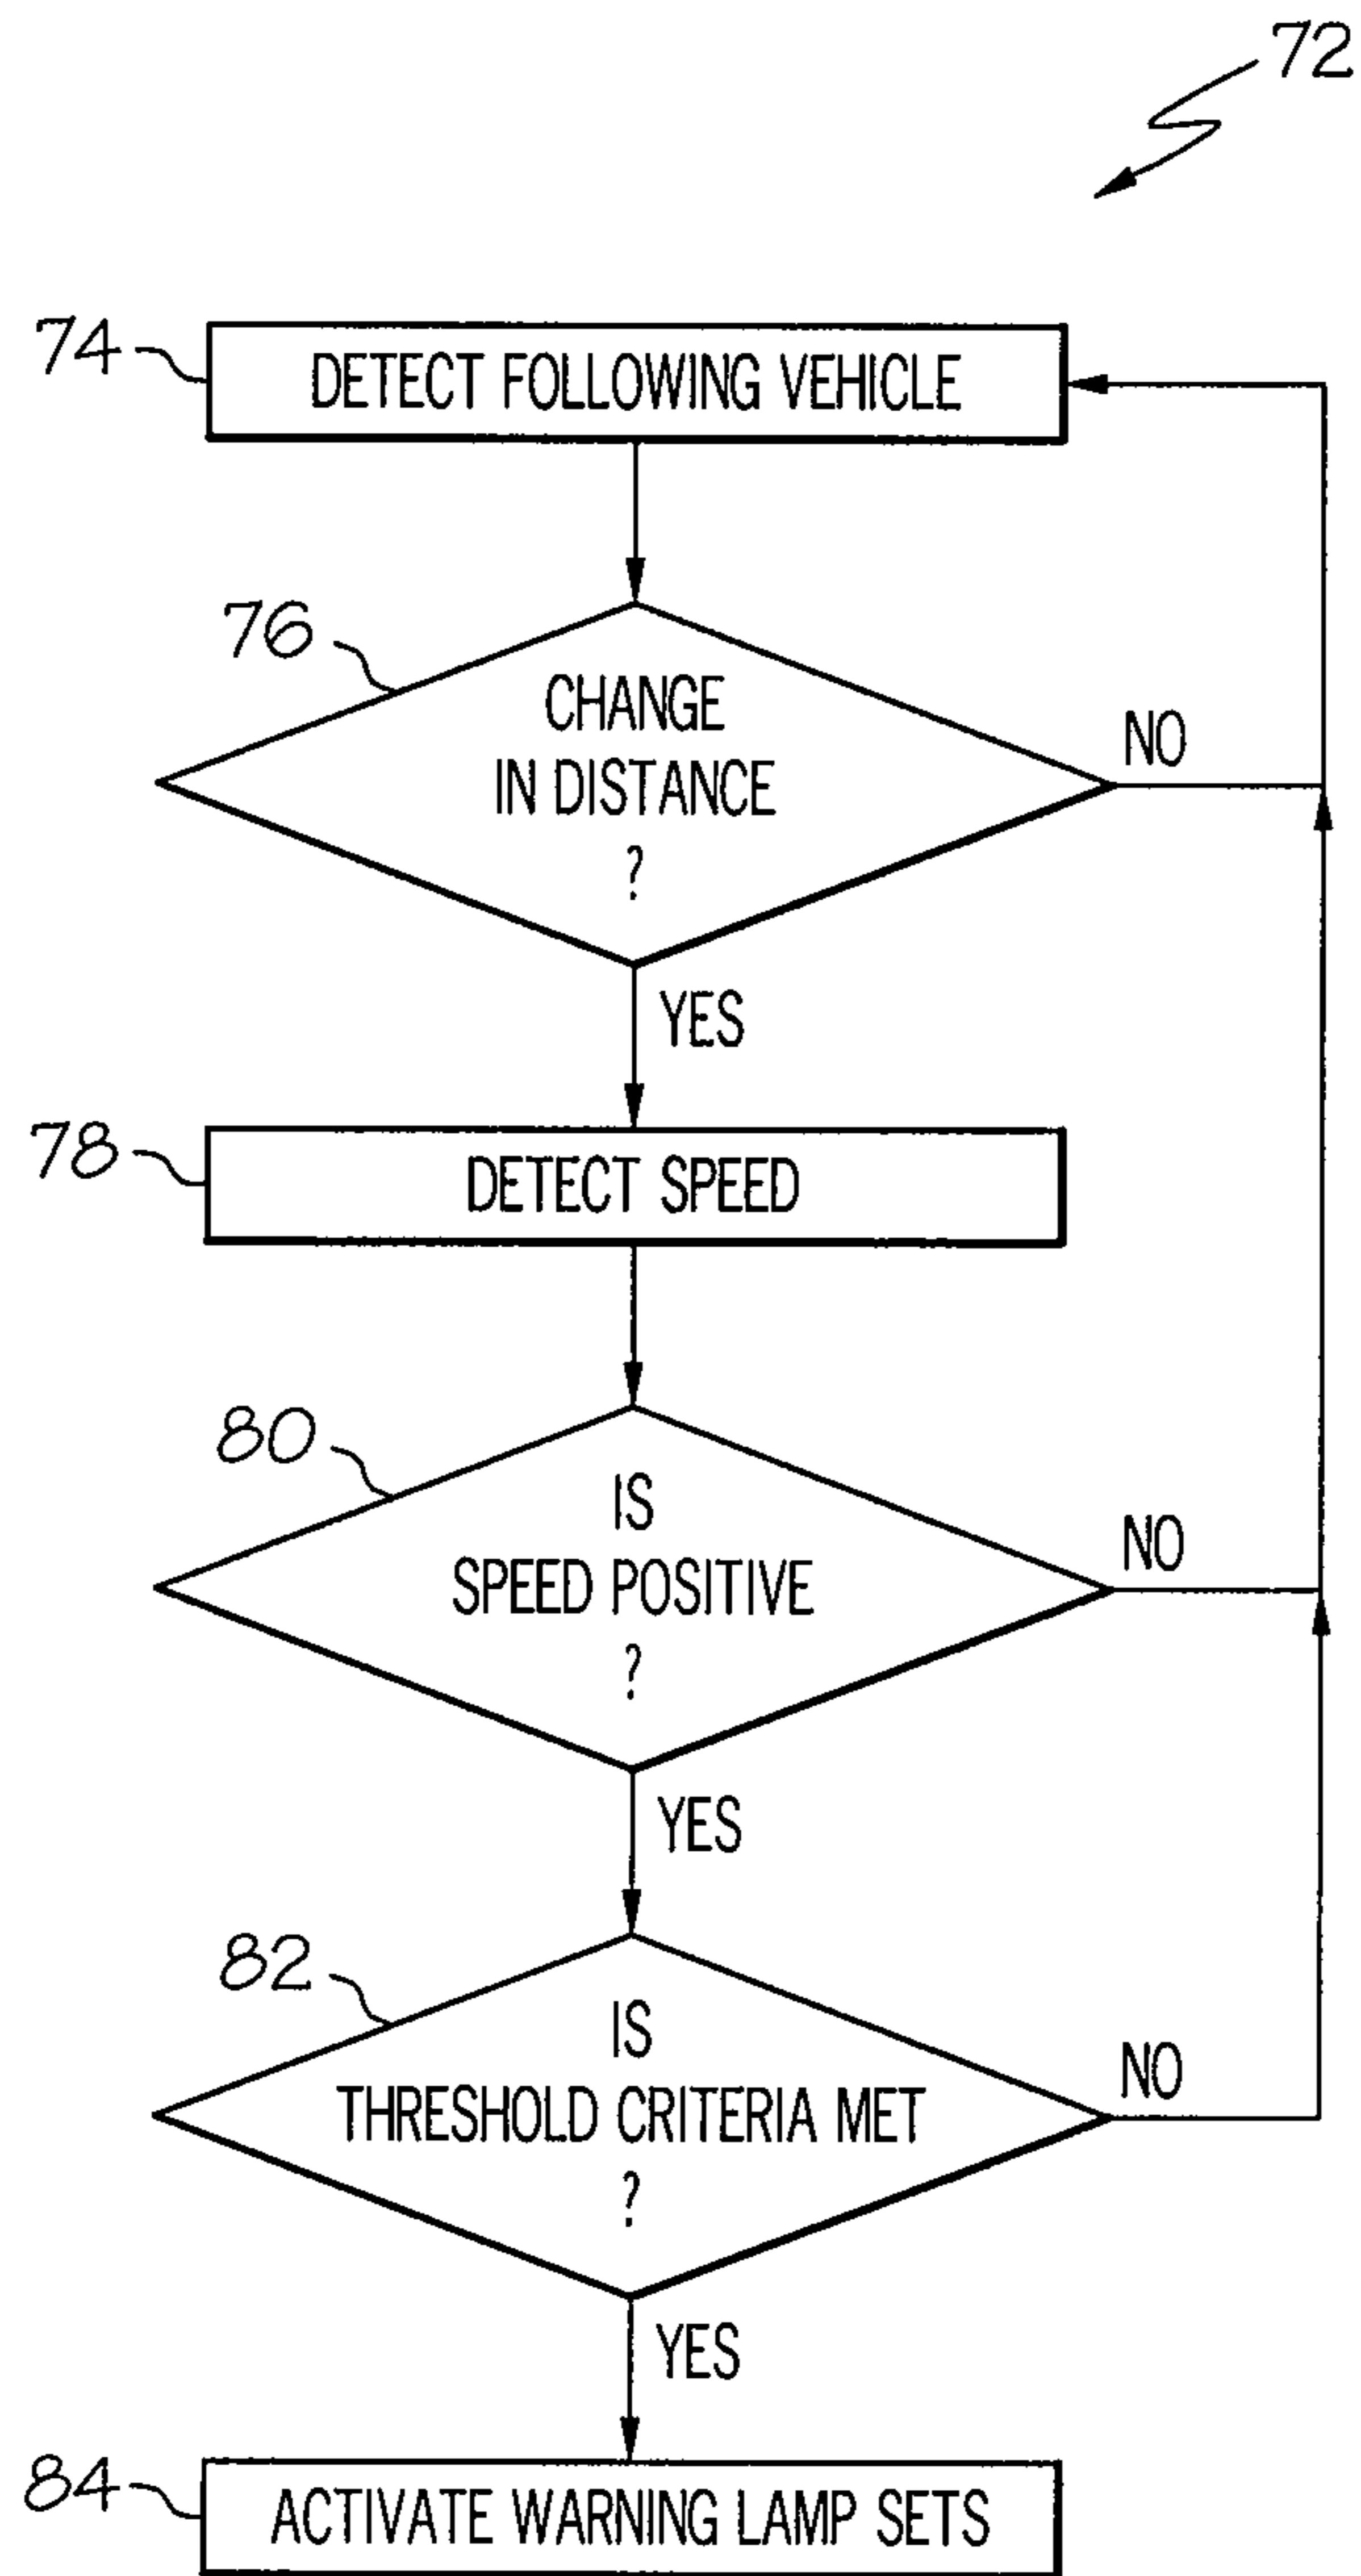 72
74
DETECT FOLLOWING VEHICLE
76
CHANGE
IN DISTANCE
?
NO
YES
78
DETECT SPEED
80
IS
SPEED POSITIVE
?
NO
YES
82
IS
THRESHOLD CRITERIA MET
?
NO
YES
84
ACTIVATE WARNING LAMP SETS